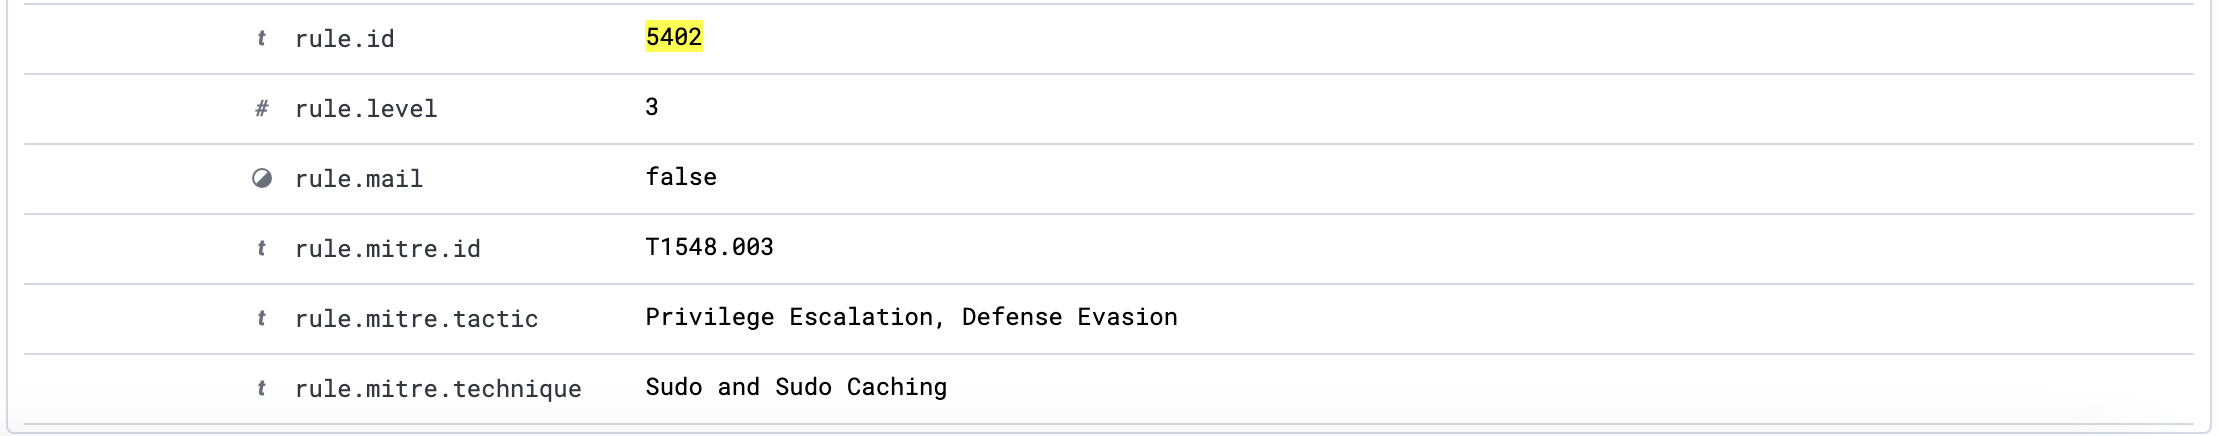 t rule.id 5402
# rule.level 3
rule.mail false
t rule.mitre.id T1548.003
t rule.mitre.tactic Privilege Escalation, Defense Evasion
t rule.mitre.technique Sudo and Sudo Caching